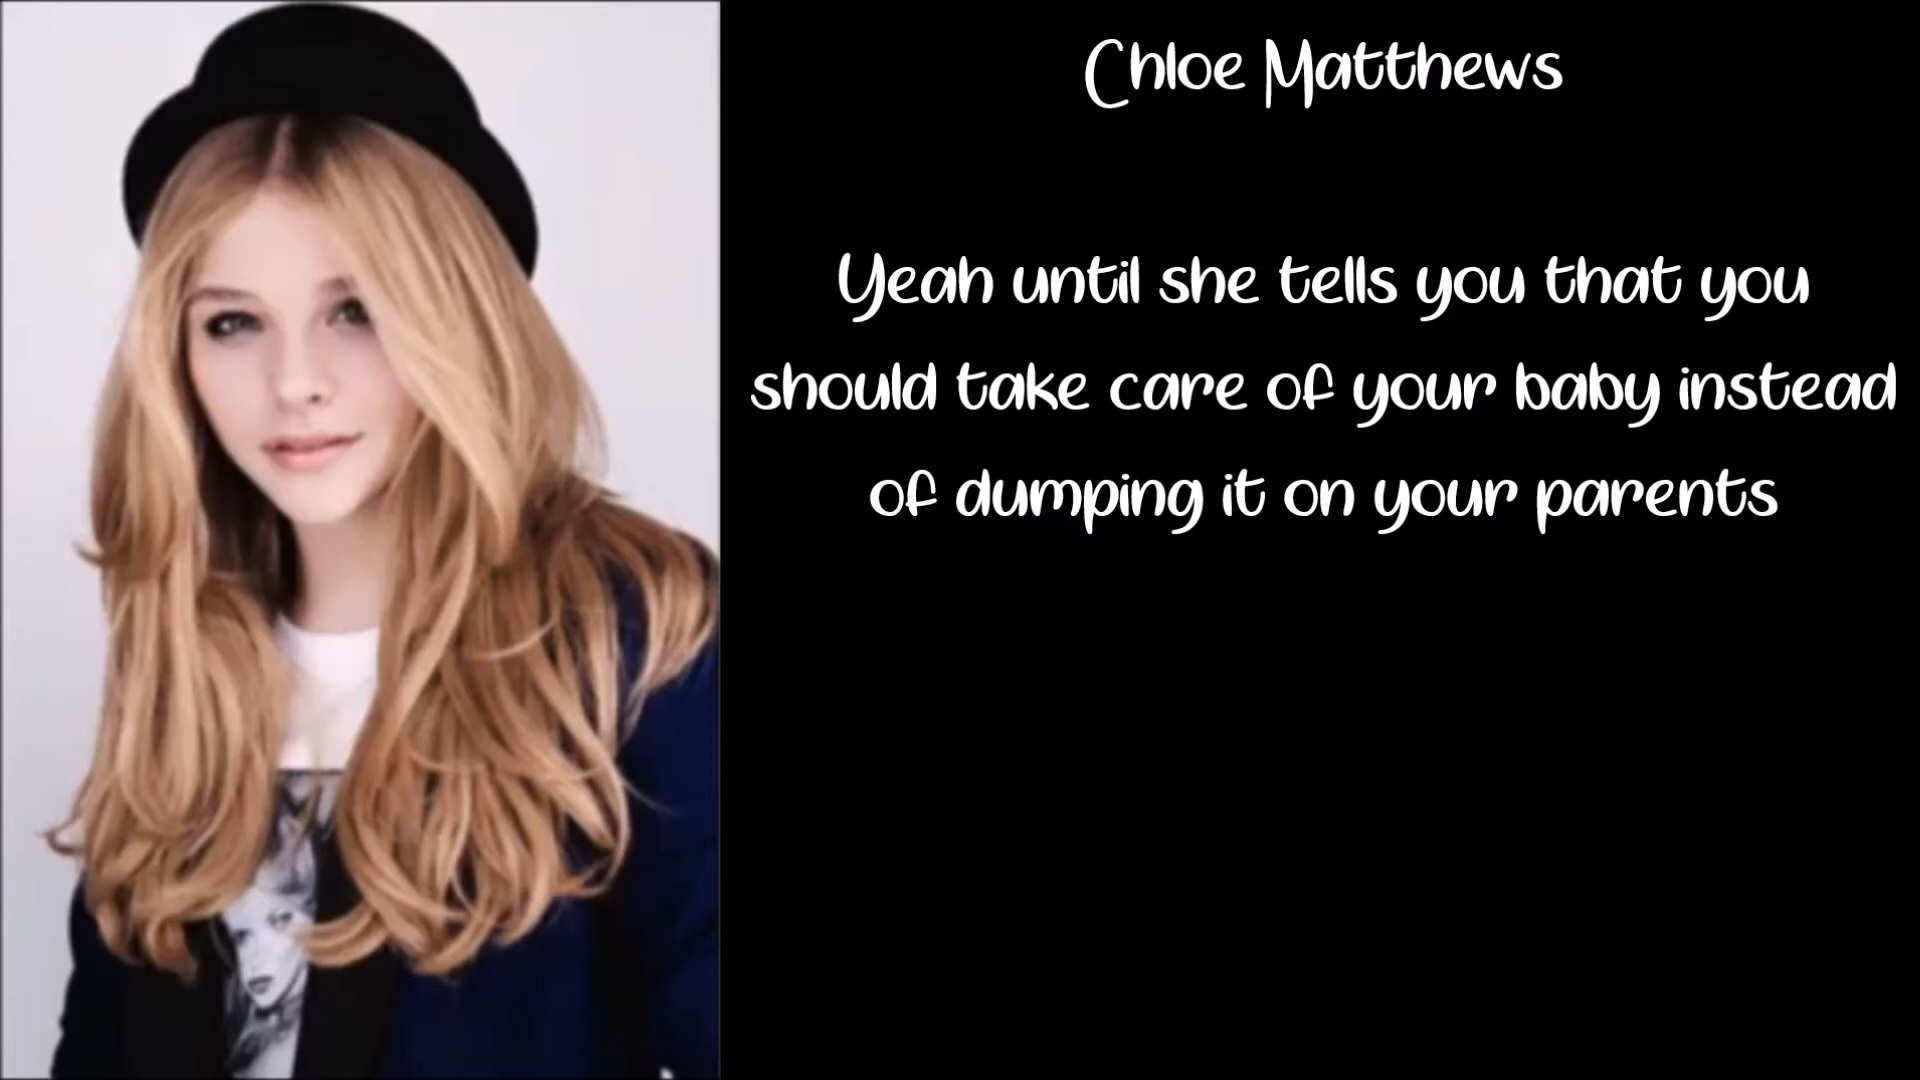 Chloe Matthews
Yeah until she tells you that you
should take care of your baby instead
of dumping it on your parents